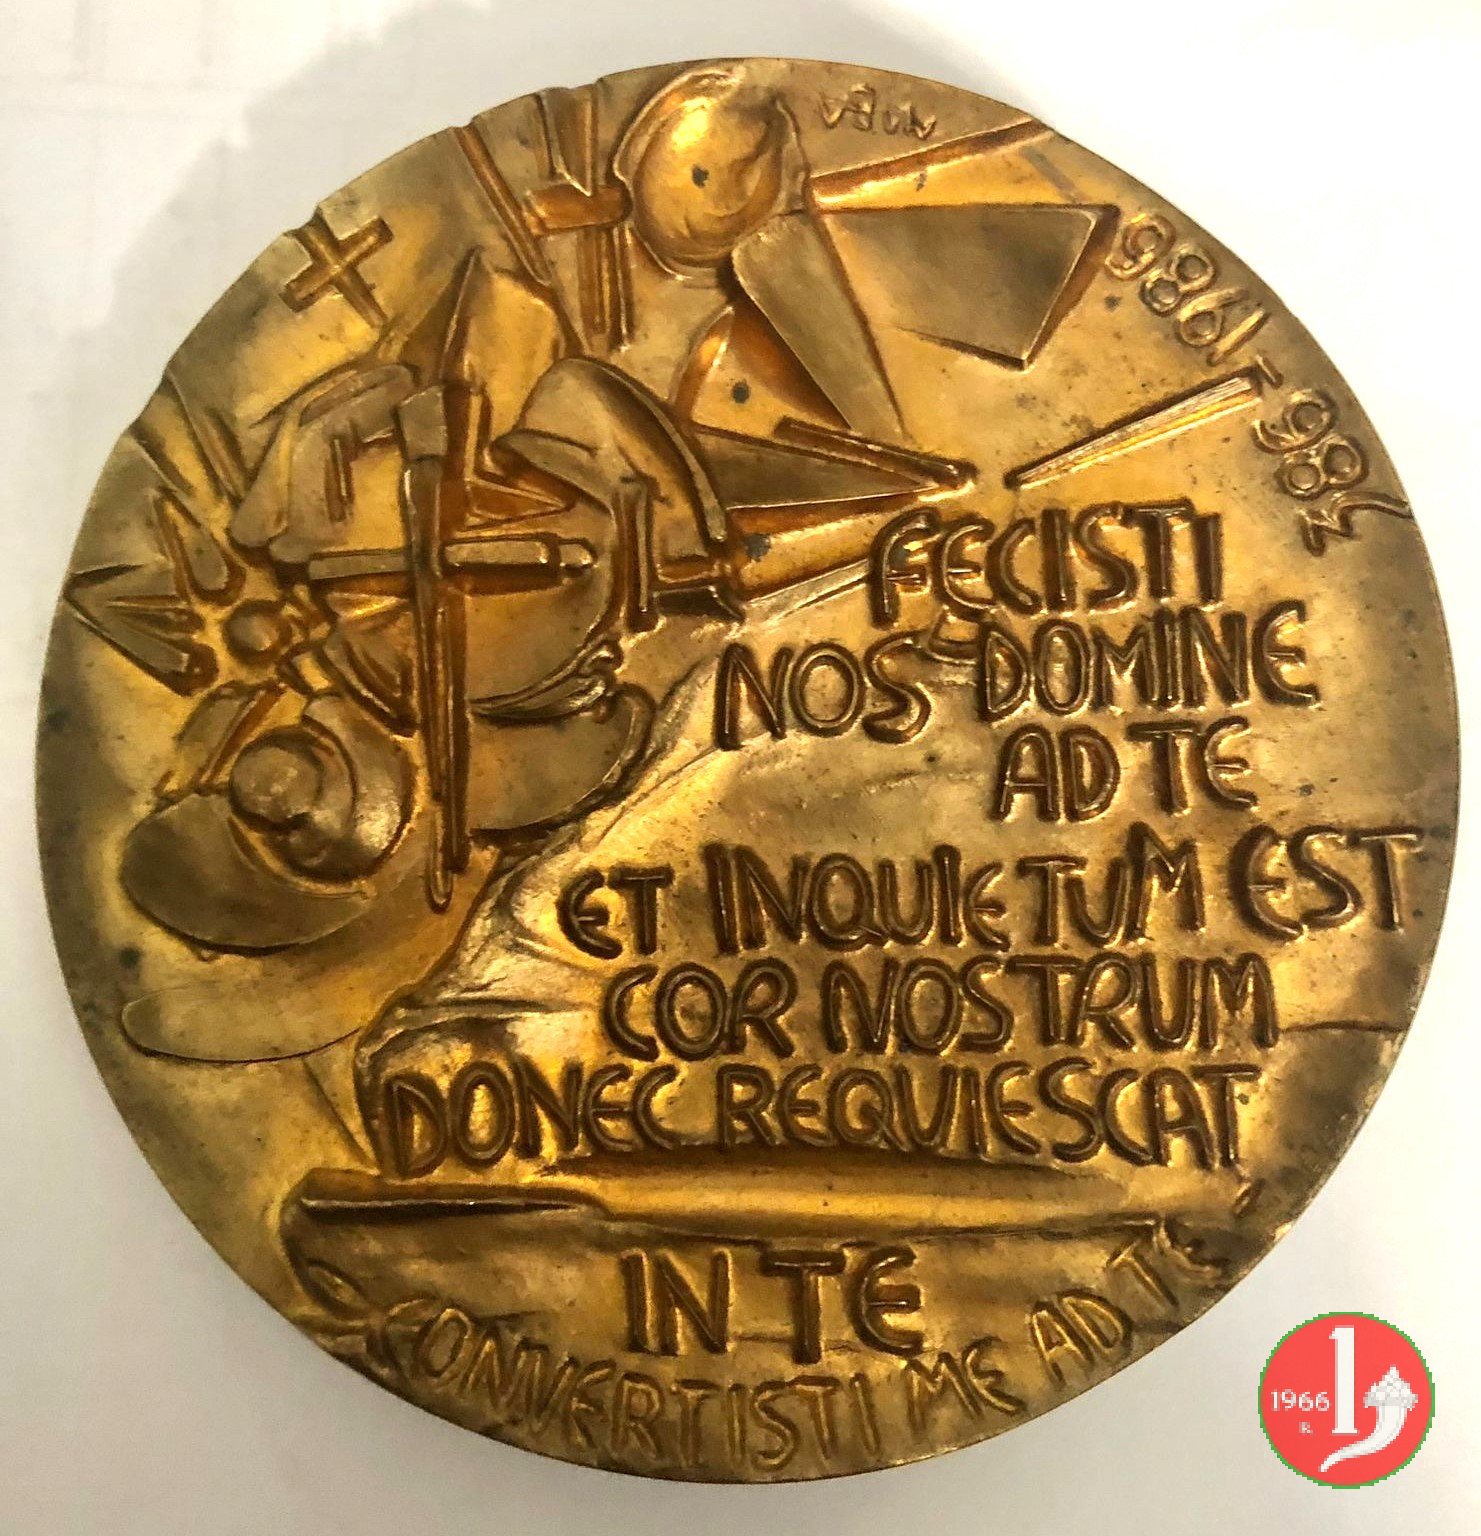 386 - 1986
FECISTI
NOS DOMINE
AD TE
ET INQUIETUM EST
COR NOSTRUM
DONEC REQUIESCAT
IN TE
CONVERTISTI ME AD TE
1966
R.